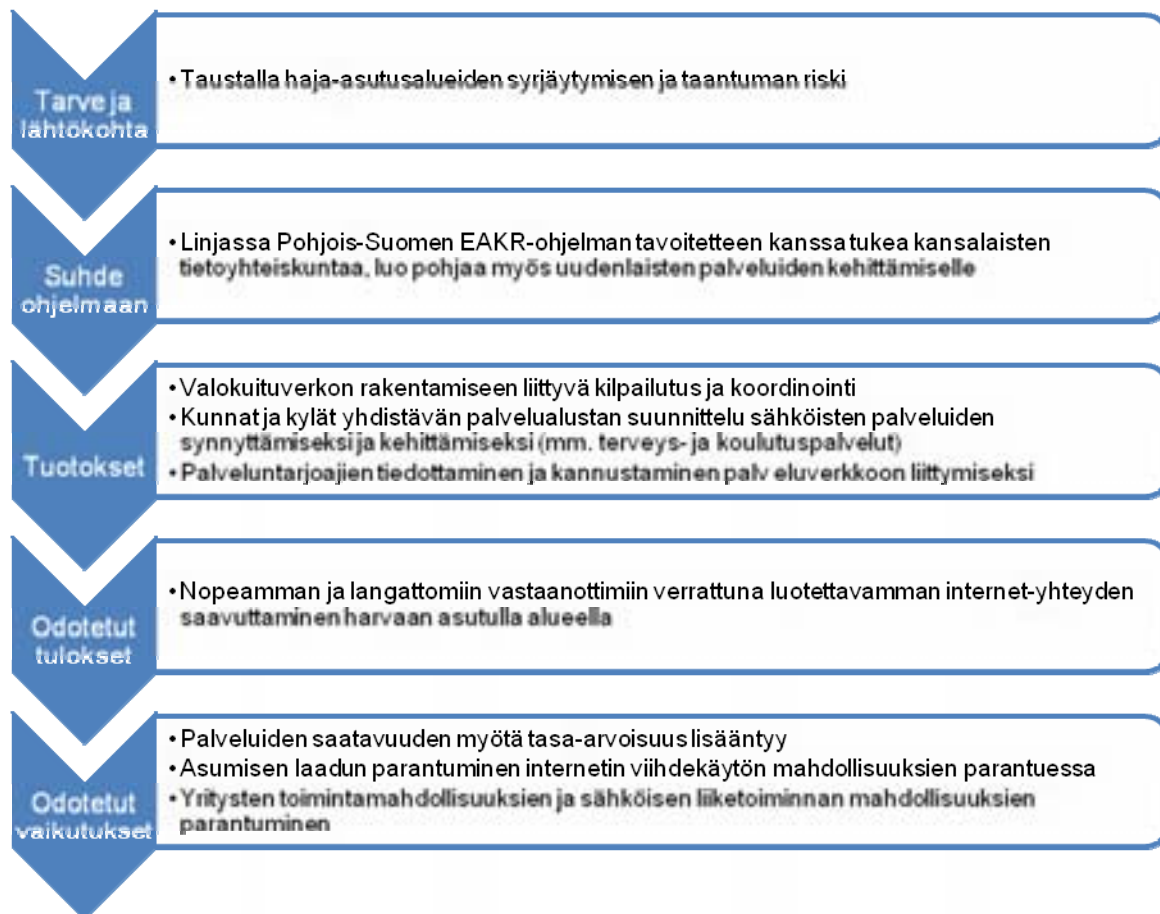 Tarve ja
lähtökohta
• Taustalla haja-asutusalueiden syrjäytymisen ja taantuman riski
Suhde
ohjelmaan
• Linjassa Pohjois-Suomen EAKR-ohjelman tavoitetteen kanssa tukea kansalaisten
tietoyhteiskuntaa, luo pohjaa myös uudenlaisten palveluiden kehittämiselle
Tuotokset
• Valokuituverkon rakentamiseen liittyvä kilpailutus ja koordinointi
• Kunnat ja kylät yhdistävän palvelualustan suunnittelu sähköisten palveluiden
synnyttämiseksi ja kehittämiseksi (mm. terveys- ja koulutuspalvelut)
• Palveluntarjoajien tiedottaminen ja kannustaminen palveluverkkoon liittymiseksi
Odotetut
tulokset
• Nopeamman ja langattomiin vastaanottimiin verrattuna luotettavamman internet-yhteyden
saavuttaminen harvaan asutulla alueella
Odotetut
vaikutukset
• Palveluiden saatavuuden myötä tasa-arvoisuus lisääntyy
• Asumisen laadun parantuminen internetin viihdekäytön mahdollisuuksien parantuessa
• Yritysten toimintamahdollisuuksien ja sähköisen liiketoiminnan mahdollisuuksien
parantuminen